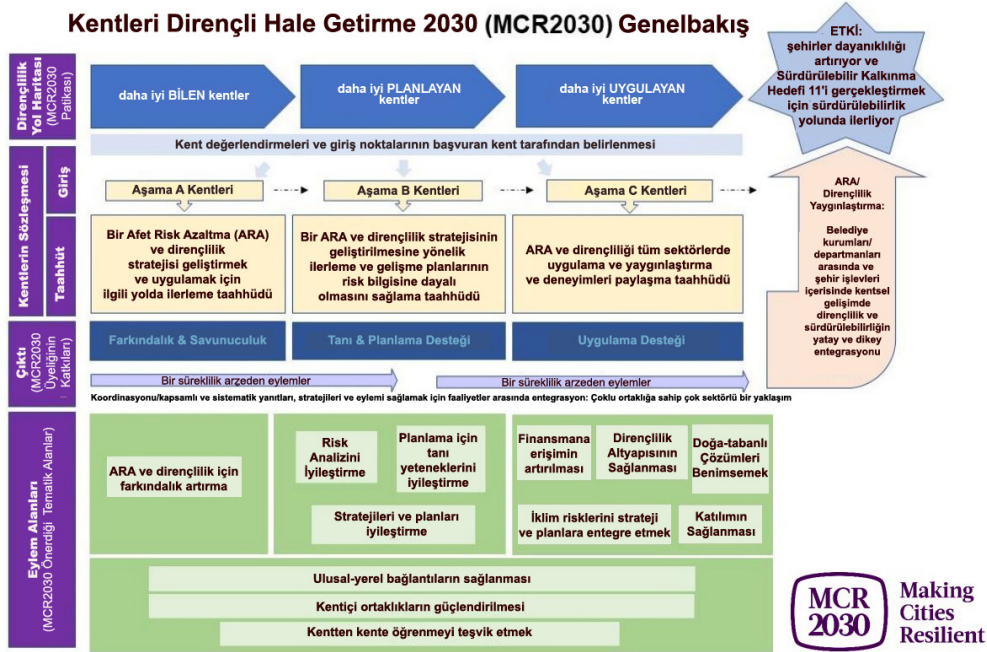 Kentleri Dirençli Hale Getirme 2030 (MCR2030) Genelbakış
Dirençlilik
Yol Haritası
(MCR2030
Patikası)
daha iyi BİLEN kentler
daha iyi PLANLAYAN
kentler
daha iyi UYGULAYAN
kentler
ETKİ:
şehirler dayanıklılığı
artırıyor ve
Sürdürülebilir Kalkınma
Hedefi 11'i gerçekleştirmek
için sürdürülebilirlik
yolunda ilerliyor
Kent değerlendirmeleri ve giriş noktalarının başvuran kent tarafından belirlenmesi
Kentlerin Sözleşmesi
Giriş
Aşama A Kentleri
Aşama B Kentleri
Aşama C Kentleri
Taahhüt
Bir Afet Risk Azaltma (ARA)
ve dirençlilik
stratejisi geliştirmek
ve uygulamak için
ilgili yolda ilerleme taahhüdü
Bir ARA ve dirençlilik stratejisinin
geliştirilmesine yönelik
ilerleme ve gelişme planlarının
risk bilgisine dayalı
olmasını sağlama taahhüdü
ARA ve dirençliliği tüm sektörlerde
uygulama ve yaygınlaştırma
ve deneyimleri paylaşma taahhüdü
ARA/
Dirençlilik
Yaygınlaştırma:
Belediye
kurumları/
departmanları
arasında ve
şehir işlevleri
içerisinde kentsel
gelişimde
dirençlilik ve
sürdürülebilirliğin
yatay ve dikey
entegrasyonu
Çıktı
(MCR2030
Üyeliğinin
Katkıları)
Farkındalık & Savunuculuk
Tanı & Planlama Desteği
Uygulama Desteği
Bir süreklilik arzeden eylemler
Bir süreklilik arzeden eylemler
Koordinasyonu/kapsamlı ve sistematik yanıtları, stratejileri ve eylemi sağlamak için faaliyetler arasında entegrasyon: Çoklu ortaklığa sahip çok sektörlü bir yaklaşım
Eylem Alanları
(MCR2030 Önerdiği Tematik Alanlar)
ARA ve dirençlilik için
farkındalık artırma
Risk
Analizini
İyileştirme
Planlama için
tanı
yeteneklerini
iyileştirme
Stratejileri ve planları
iyileştirme
Finansmana
erişimin
artırılması
Dirençlilik
Altyapısının
Sağlanması
Doğa-tabanlı
Çözümleri
Benimsemek
İklim risklerini strateji
ve planlara entegre etmek
Katılımın
Sağlanması
Ulusal-yerel bağlantıların sağlanması
Kentiçi ortaklıkların güçlendirilmesi
Kentten kente öğrenmeyi teşvik etmek
MCR
2030
Making
Cities
Resilient